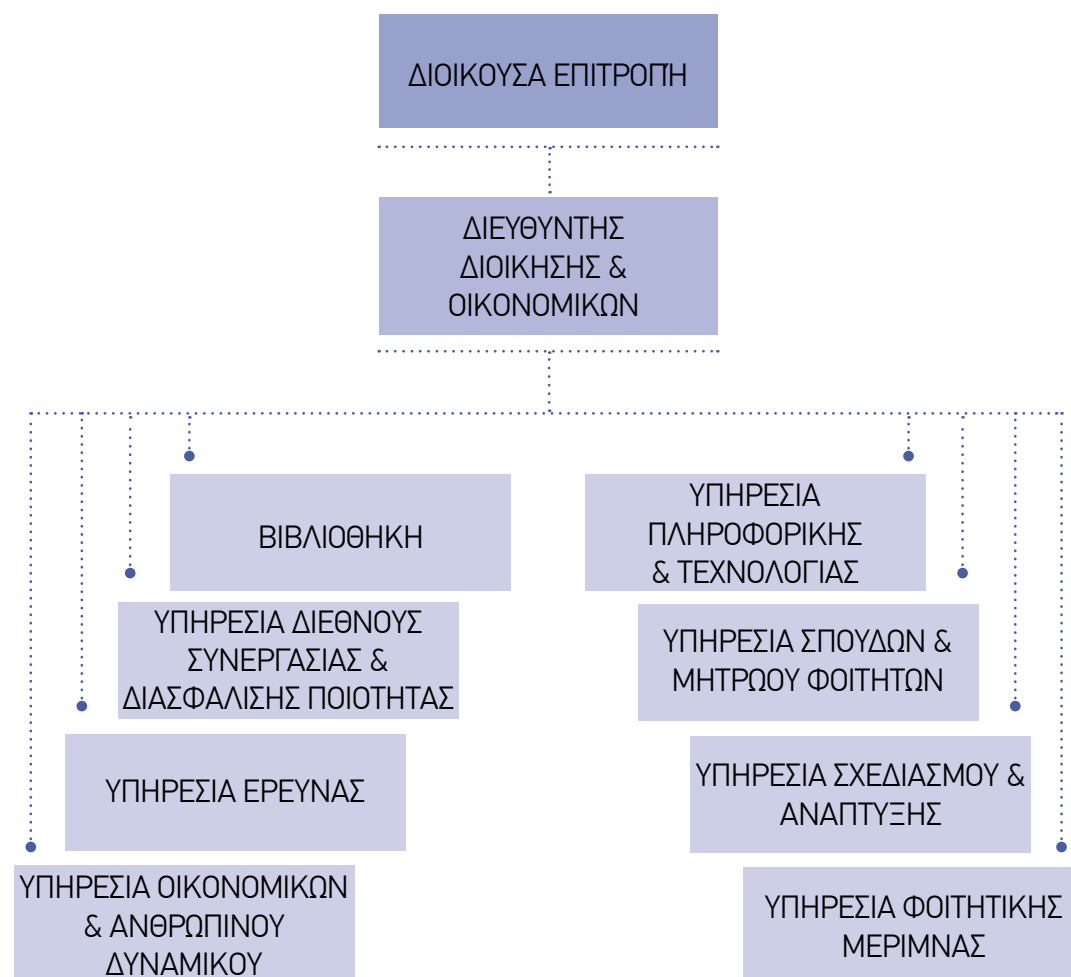 ΔΙΟΙΚΟΥΣΑ ΕΠΙΤΡΟΠΉ
ΔΙΕΥΘΥΝΤΗΣ
ΔΙΟΙΚΗΣΗΣ &
ΟΙΚΟΝΟΜΙΚΩΝ
ΒΙΒΛΙΟΘΗΚΗ
ΥΠΗΡΕΣΙΑ ΔΙΕΘΝΟΥΣ
ΣΥΝΕΡΓΑΣΙΑΣ &
ΔΙΑΣΦΑΛΙΣΗΣ ΠΟΙΟΤΗΤΑΣ
ΥΠΗΡΕΣΙΑ ΕΡΕΥΝΑΣ
ΥΠΗΡΕΣΙΑ ΟΙΚΟΝΟΜΙΚΩΝ
& ΑΝΘΡΩΠΙΝΟΥ
ΔΥΝΑΜΙΚΟΥ
ΥΠΗΡΕΣΙΑ
ΠΛΗΡΟΦΟΡΙΚΗΣ
& ΤΕΧΝΟΛΟΓΙΑΣ
ΥΠΗΡΕΣΙΑ ΣΠΟΥΔΩΝ &
ΜΗΤΡΩΟΥ ΦΟΙΤΗΤΩΝ
ΥΠΗΡΕΣΙΑ ΣΧΕΔΙΑΣΜΟΥ &
ΑΝΑΠΤΥΞΗΣ
ΥΠΗΡΕΣΙΑ ΦΟΙΤΗΤΙΚΗΣ
ΜΕΡΙΜΝΑΣ